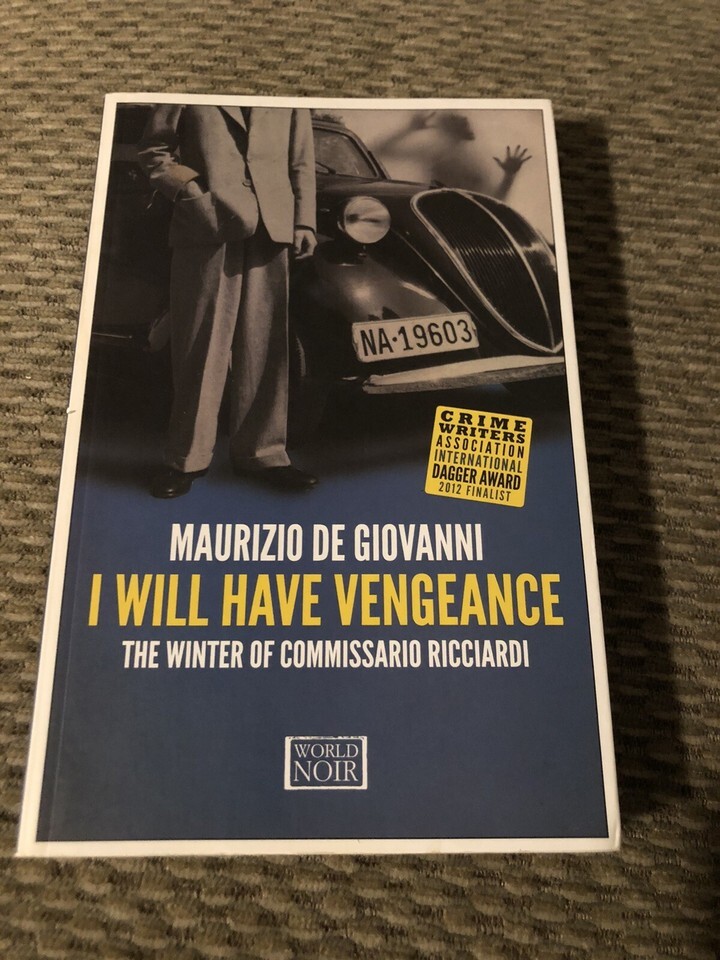 NA·19603
CRIME
WRITERS
ASSOCIATION
INTERNATIONAL
DAGGER AWARD
2012 FINALIST
MAURIZIO DE GIOVANNI
I WILL HAVE VENGEANCE
THE WINTER OF COMMISSARIO RICCIARDI
WORLD
NOIR